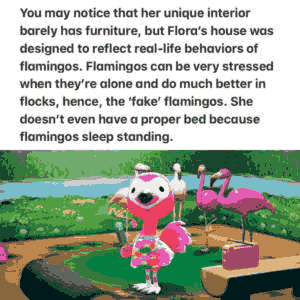 You may notice that her unique interior
barely has furniture, but Flora's house was
designed to reflect real-life behaviors of
flamingos. Flamingos can be very stressed
when they're alone and do much better in
flocks, hence, the 'fake' flamingos. She
doesn't even have a proper bed because
flamingos sleep standing.